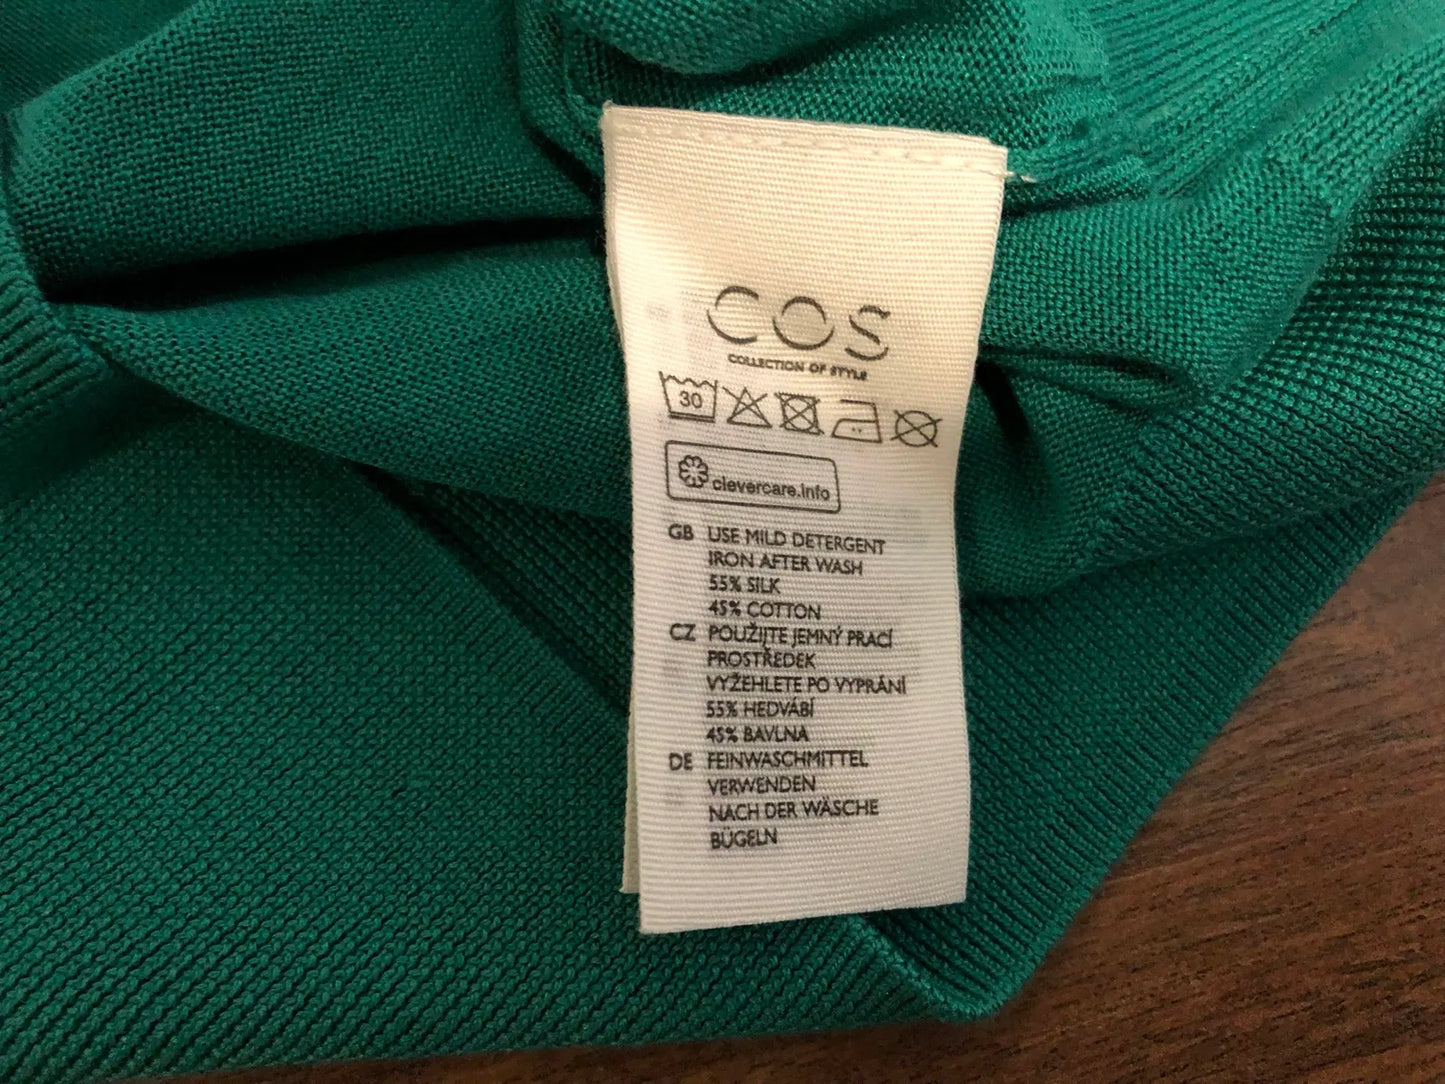 COS
COLLECTION OF STYLE
30
clevercare.info
GB USE MILD DETERGENT
IRON AFTER WASH
55% SILK
45% COTTON
CZ POUŽIJTE JEMNÝ PRACÍ
PROSTŘEDEK
VYŽEHLETE PO VYPRÁNÍ
55% HEDVÁBÍ
45% BAVLNA
DE FEINWASCHMITTEL
VERWENDEN
NACH DER WÄSCHE
BÜGELN